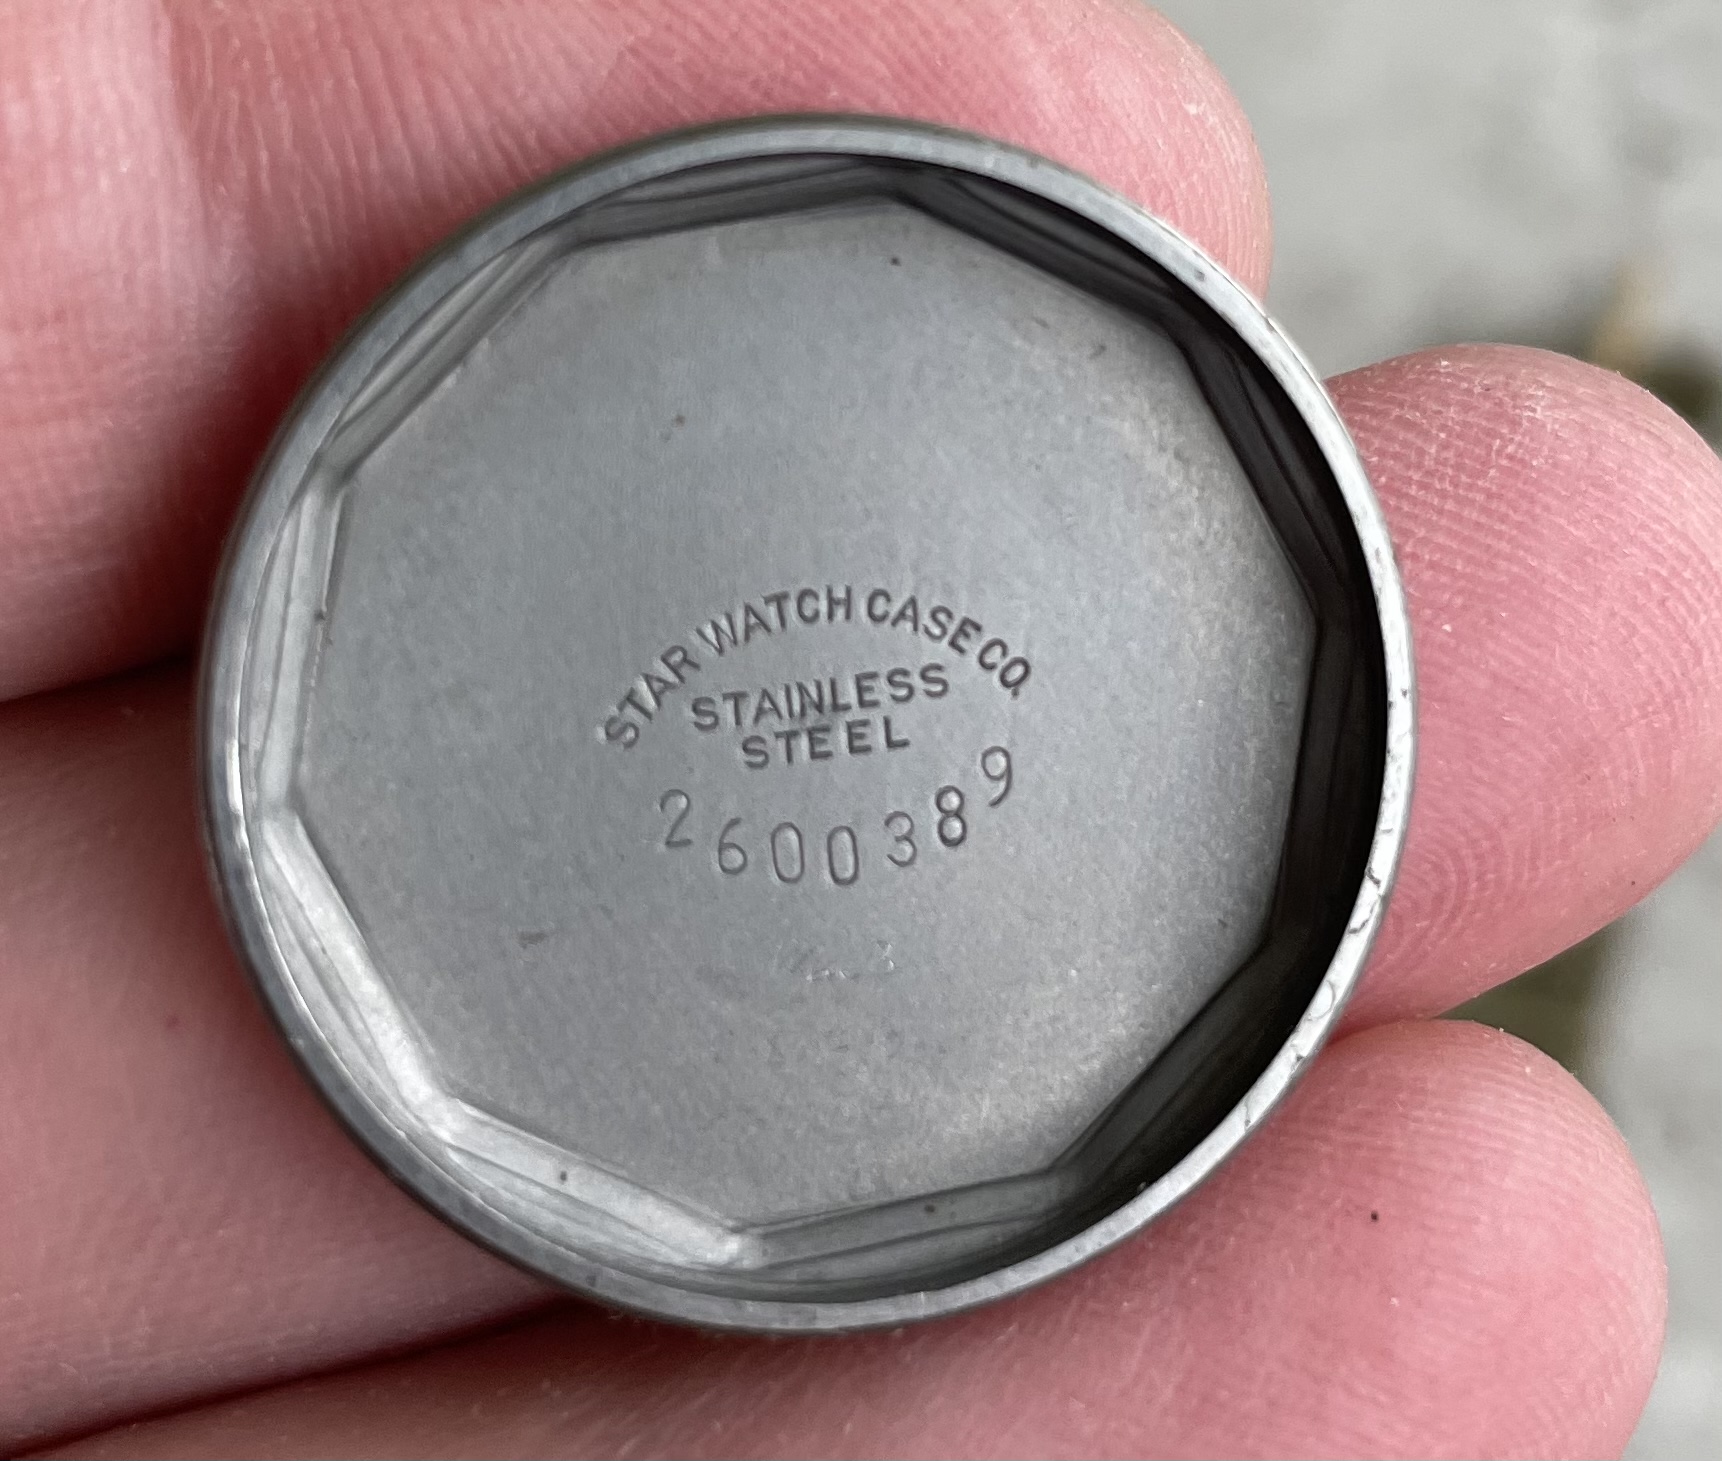 STAR WATCH CASE CO.
STAINLESS
STEEL
2600389